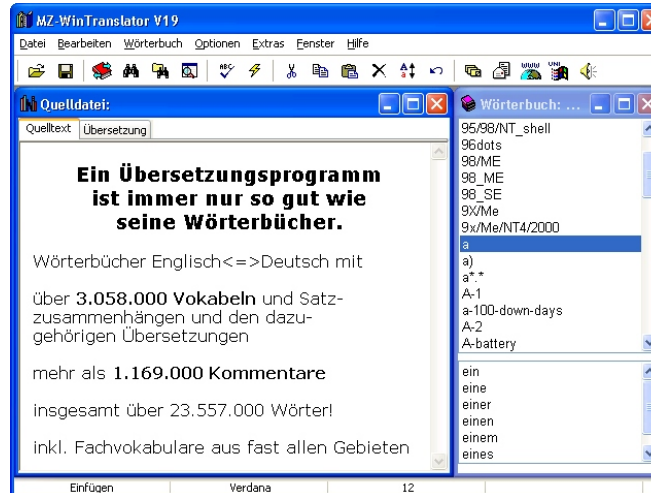 MZ-WinTranslator V19
Datei Bearbeiten Wörterbuch Optionen Extras Fenster Hilfe
ABC WWW UNI
Quelldatei:
Quelltext Übersetzung
Ein Übersetzungsprogramm
ist immer nur so gut wie
seine Wörterbücher.
Wörterbücher Englisch<=>Deutsch mit
über 3.058.000 Vokabeln und Satz-
zusammenhängen und den dazu-
gehörigen Übersetzungen
mehr als 1.169.000 Kommentare
insgesamt über 23.557.000 Wörter!
inkl. Fachvokabulare aus fast allen Gebieten
Wörterbuch: ...
95/98/NT_shell
96dots
98/ME
98_ME
98_SE
9X/Me
9x/Me/NT4/2000
a
a)
a*.*
A-1
a-100-down-days
A-2
A-battery
ein
eine
einer
einen
einem
eines
Einfügen Verdana 12